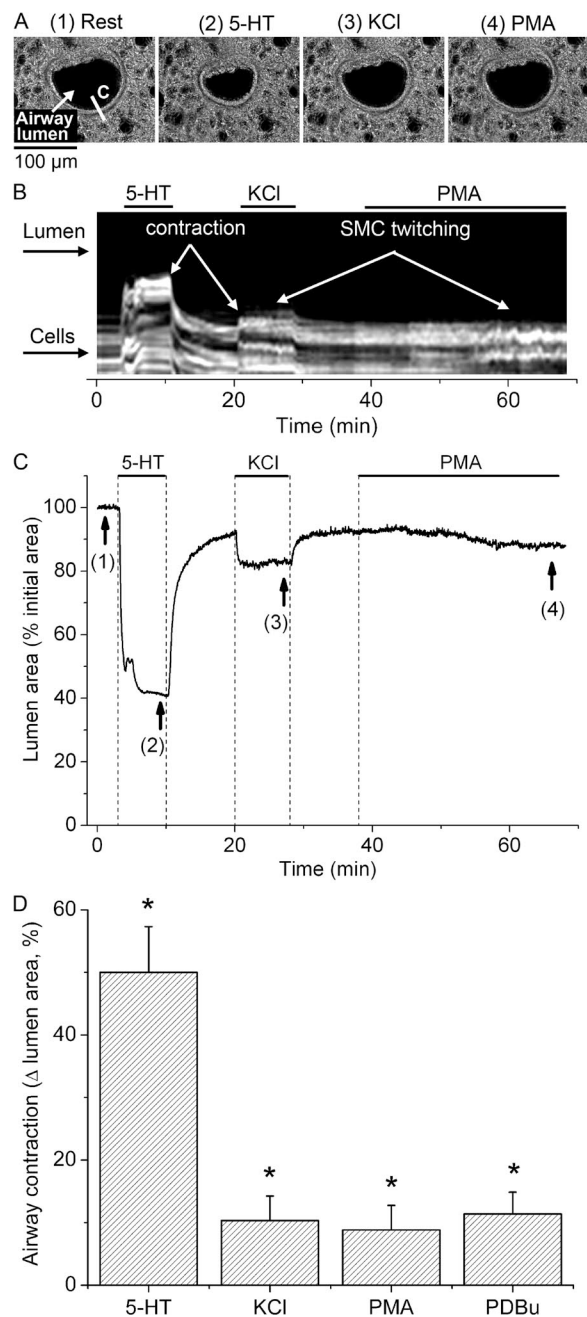 A
(1) Rest
(2) 5-HT
(3) KCl
(4) PMA
C
Airway
lumen
100 µm
B
5-HT
KCl
PMA
Lumen
contraction
SMC twitching
Cells
0
20
40
60
Time (min)
C
5-HT
KCl
PMA
100
80
60
40
20
0
Lumen area (% initial area)
(1)
(2)
(3)
(4)
0
20
40
60
Time (min)
D
*
*
*
*
60
40
20
0
Airway contraction (Δ lumen area, %)
5-HT
KCl
PMA
PDBu